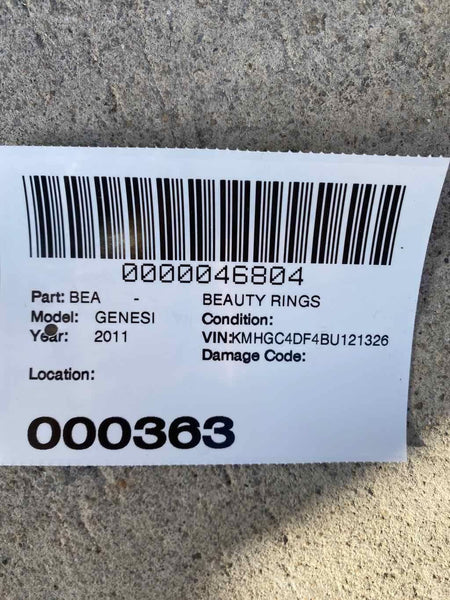 0000046804
Part: BEA - BEAUTY RINGS
Model: GENESI Condition:
Year: 2011 VIN:KMHGC4DF4BU121326
Damage Code:
Location:
000363